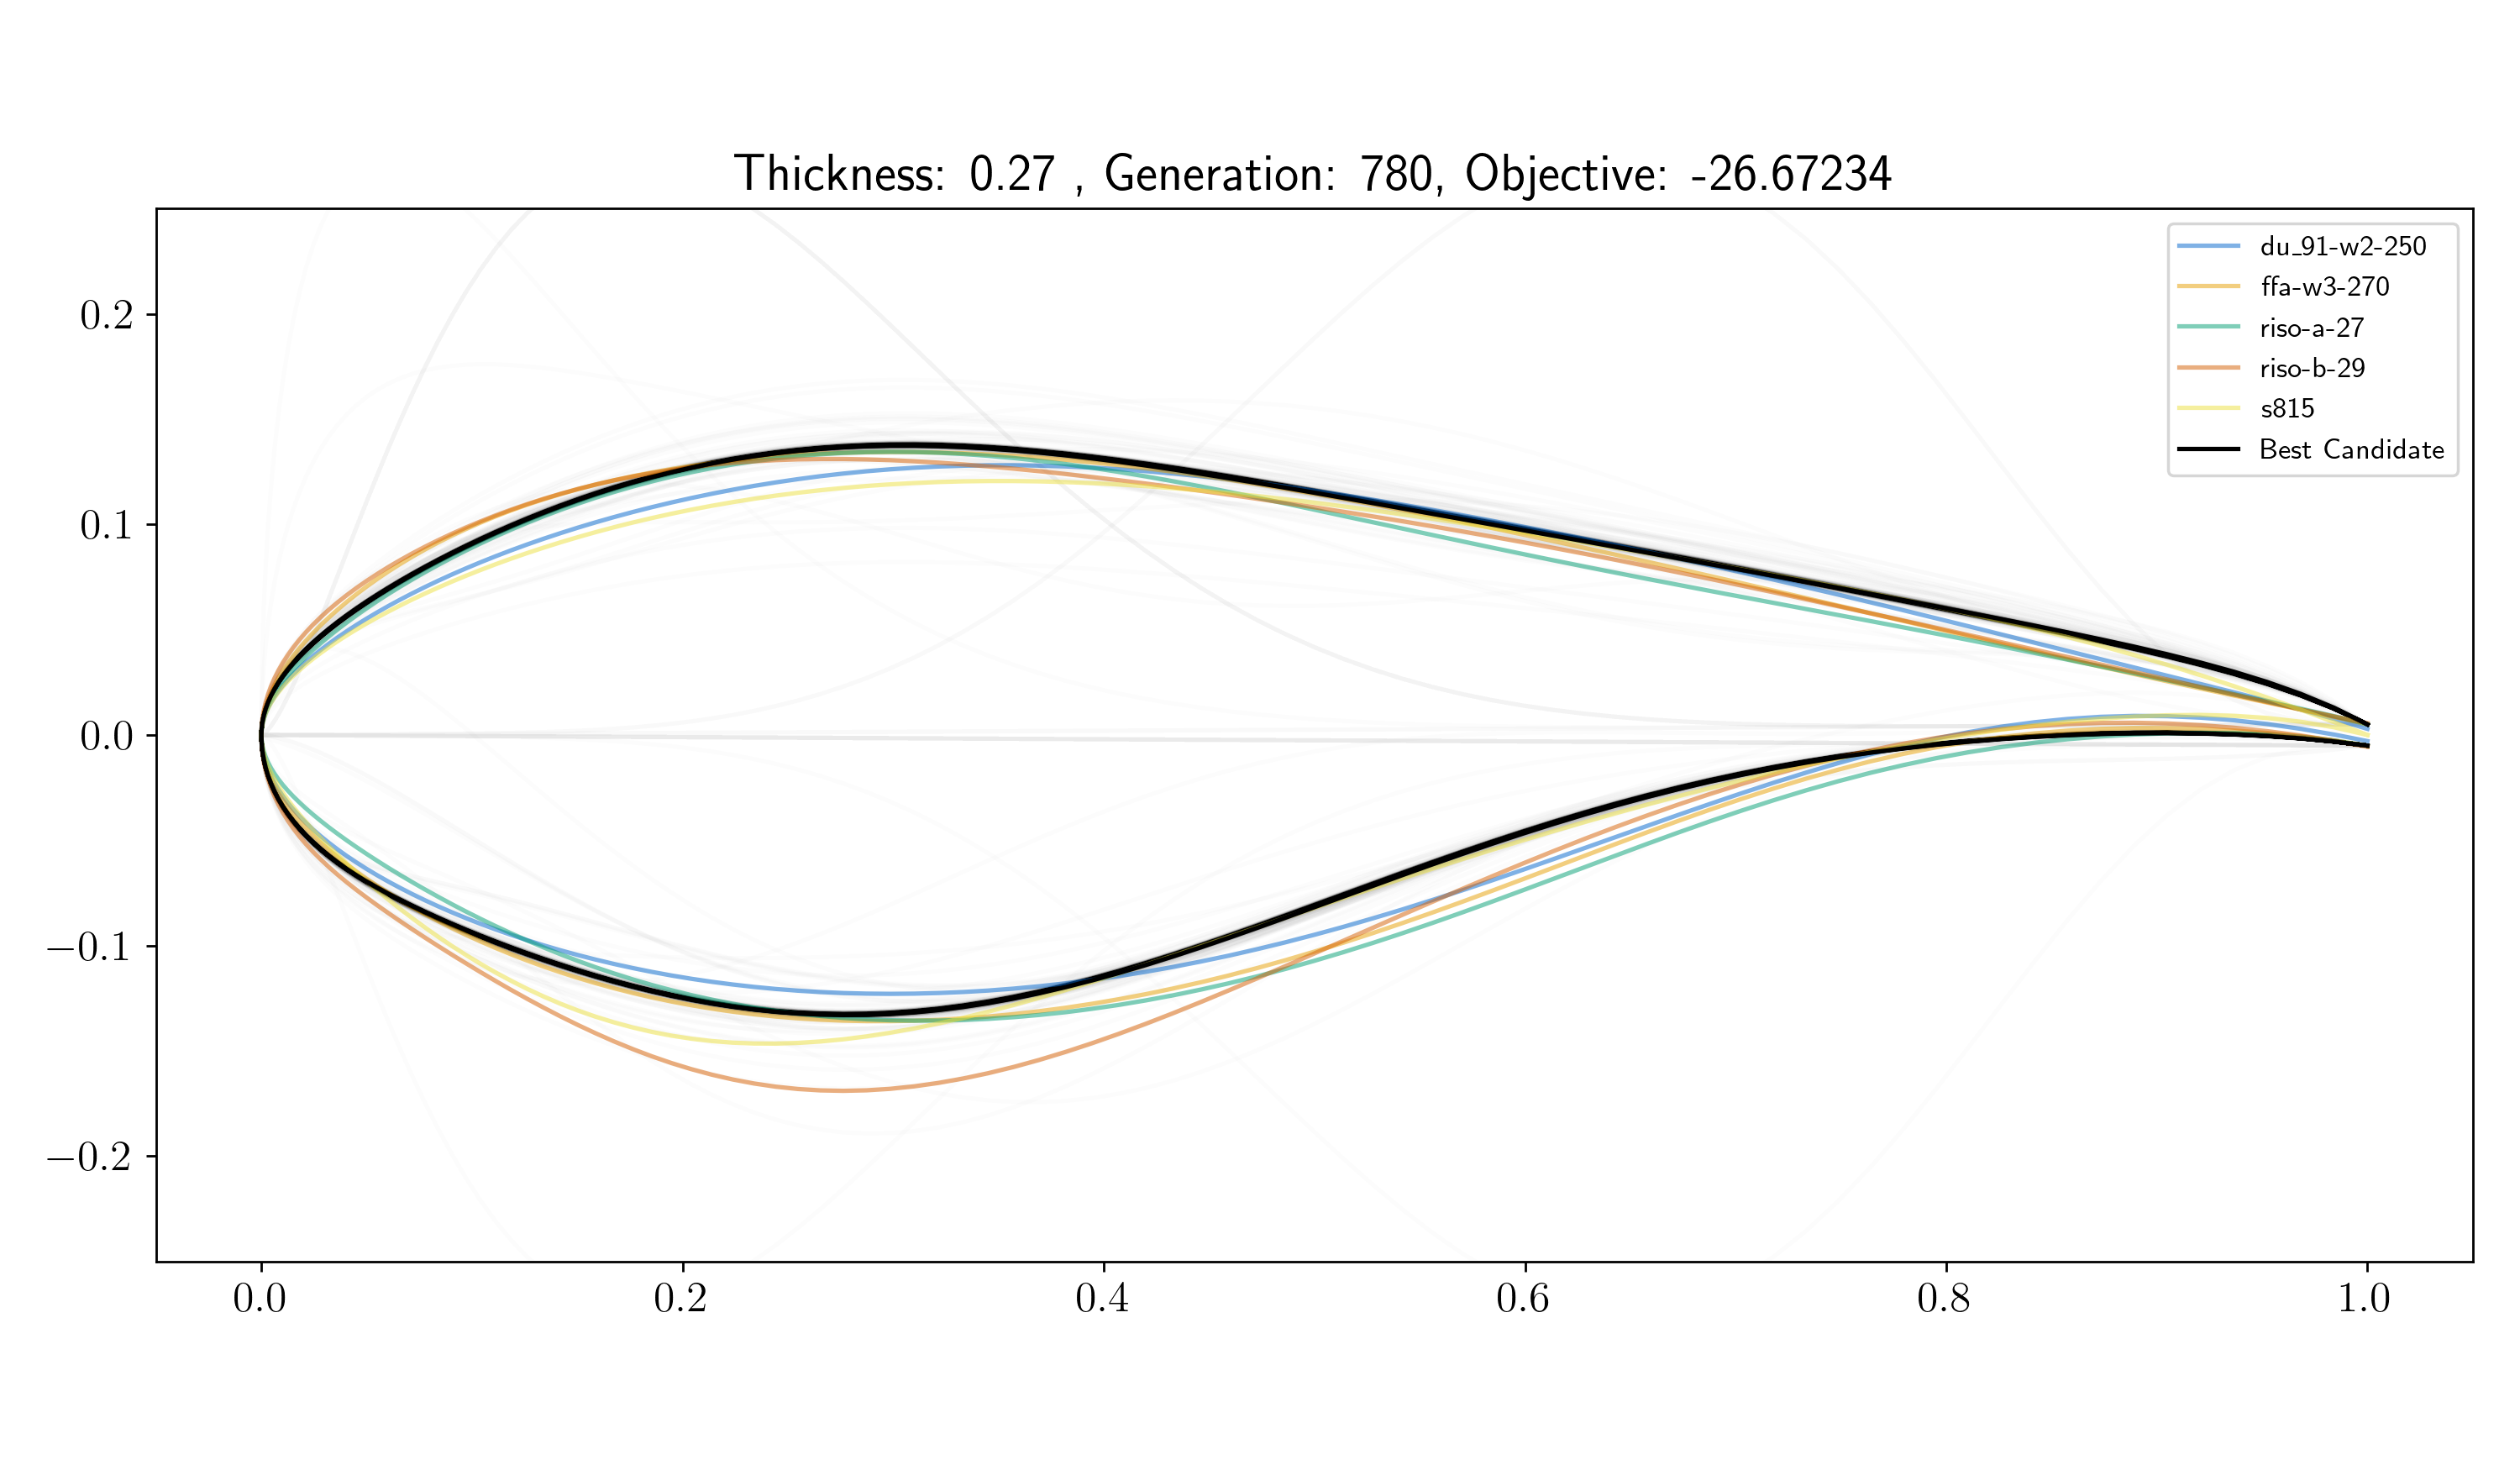 Thickness: 0.27 , Generation: 780, Objective: -26.67234
du_91-w2-250
ffa-w3-270
riso-a-27
riso-b-29
s815
Best Candidate
0.2
0.1
0.0
−0.1
−0.2
0.0 0.2 0.4 0.6 0.8 1.0